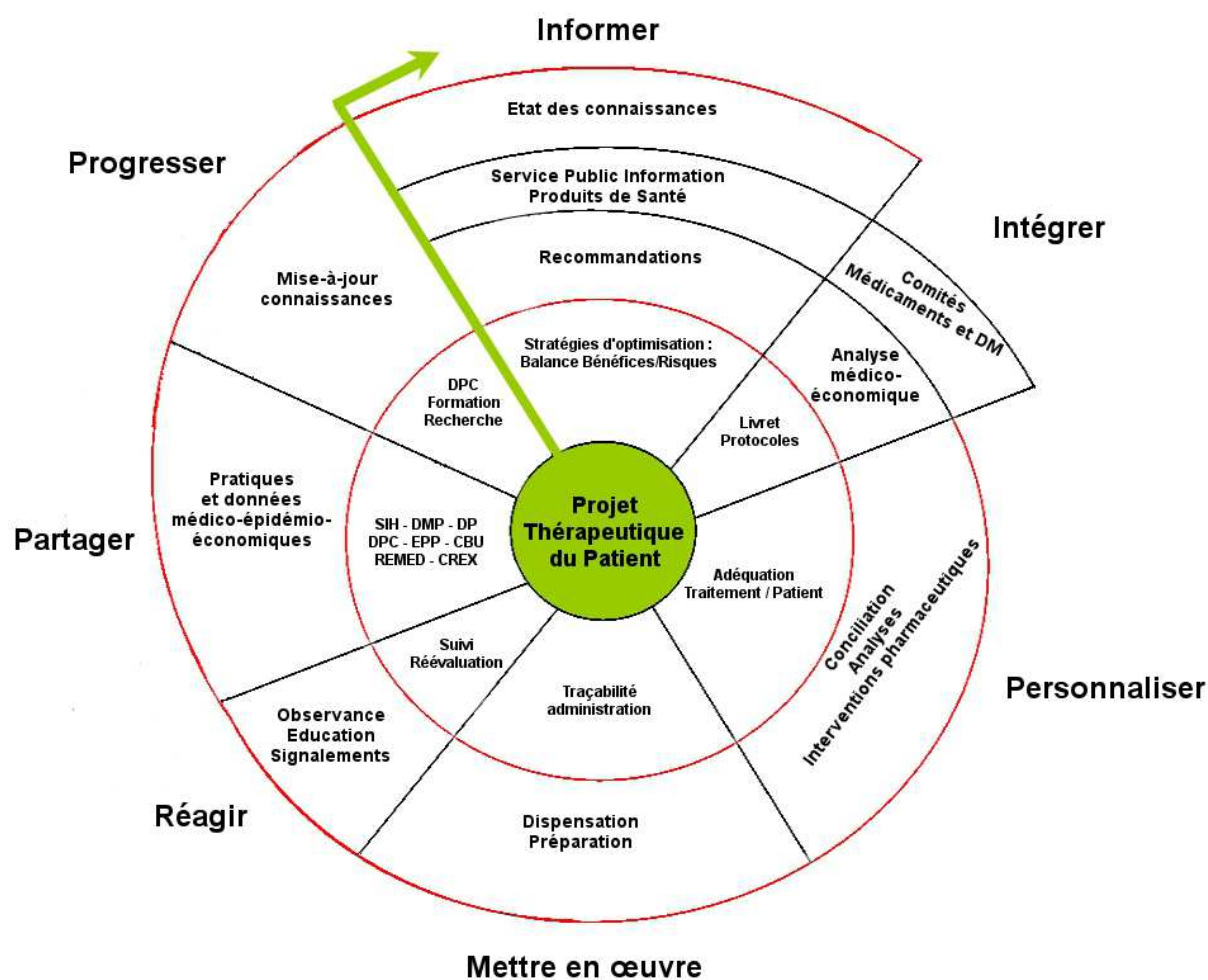 Informer
Etat des connaissances
Service Public Information
Produits de Santé
Recommandations
Stratégies d'optimisation :
Balance Bénéfices/Risques
Intégrer
Comités
Médicaments et DM
Analyse
médico-
économique
Livret
Protocoles
Personnaliser
Conciliation
Analyses
Interventions pharmaceutiques
Adéquation
Traitement / Patient
Mettre en œuvre
Dispensation
Préparation
Traçabilité
administration
Réagir
Observance
Education
Signalements
Suivi
Réévaluation
Partager
Pratiques
et données
médico-épidémio-
économiques
SIH - DMP - DP
DPC - EPP - CBU
REMED - CREX
Progresser
Mise-à-jour
connaissances
DPC
Formation
Recherche
Projet
Thérapeutique
du Patient